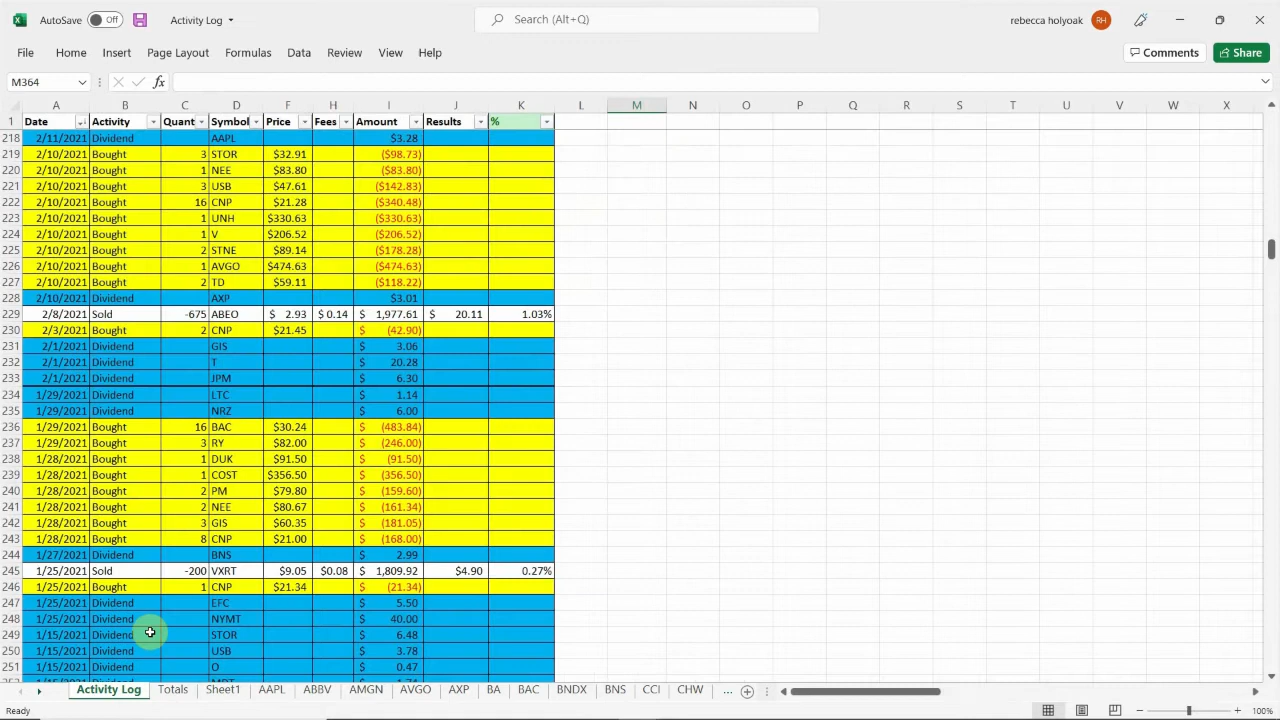 AutoSave Off Activity Log Search (Alt+Q) rebecca holyoak RH
File Home Insert Page Layout Formulas Data Review View Help Comments Share
M364 fx
A B C D F H I J K L M N O P Q R S T U V W X
1 Date Activity Quant Symbol Price Fees Amount Results %
218 2/11/2021 Dividend AAPL $3.28
219 2/10/2021 Bought 3 STOR $32.91 ($98.73)
220 2/10/2021 Bought 1 NEE $83.80 ($83.80)
221 2/10/2021 Bought 3 USB $47.61 ($142.83)
222 2/10/2021 Bought 16 CNP $21.28 ($340.48)
223 2/10/2021 Bought 1 UNH $330.63 ($330.63)
224 2/10/2021 Bought 1 V $206.52 ($206.52)
225 2/10/2021 Bought 2 STNE $89.14 ($178.28)
226 2/10/2021 Bought 1 AVGO $474.63 ($474.63)
227 2/10/2021 Bought 2 TD $59.11 ($118.22)
228 2/10/2021 Dividend AXP $3.01
229 2/8/2021 Sold -675 ABEO $ 2.93 $ 0.14 $ 1,977.61 $ 20.11 1.03%
230 2/3/2021 Bought 2 CNP $21.45 $ (42.90)
231 2/1/2021 Dividend GIS $ 3.06
232 2/1/2021 Dividend T $ 20.28
233 2/1/2021 Dividend JPM $ 6.30
234 1/29/2021 Dividend LTC $ 1.14
235 1/29/2021 Dividend NRZ $ 6.00
236 1/29/2021 Bought 16 BAC $30.24 $ (483.84)
237 1/29/2021 Bought 3 RY $82.00 $ (246.00)
238 1/28/2021 Bought 1 DUK $91.50 $ (91.50)
239 1/28/2021 Bought 1 COST $356.50 $ (356.50)
240 1/28/2021 Bought 2 PM $79.80 $ (159.60)
241 1/28/2021 Bought 2 NEE $80.67 $ (161.34)
242 1/28/2021 Bought 3 GIS $60.35 $ (181.05)
243 1/28/2021 Bought 8 CNP $21.00 $ (168.00)
244 1/27/2021 Dividend BNS $ 2.99
245 1/25/2021 Sold -200 VXRT $9.05 $0.08 $ 1,809.92 $4.90 0.27%
246 1/25/2021 Bought 1 CNP $21.34 $ (21.34)
247 1/25/2021 Dividend EFC $ 5.50
248 1/25/2021 Dividend NYMT $ 40.00
249 1/15/2021 Dividend STOR $ 6.48
250 1/15/2021 Dividend USB $ 3.78
251 1/15/2021 Dividend O $ 0.47
Activity Log Totals Sheet1 AAPL ABBV AMGN AVGO AXP BA BAC BNDX BNS CCI CHW ...
Ready 100%